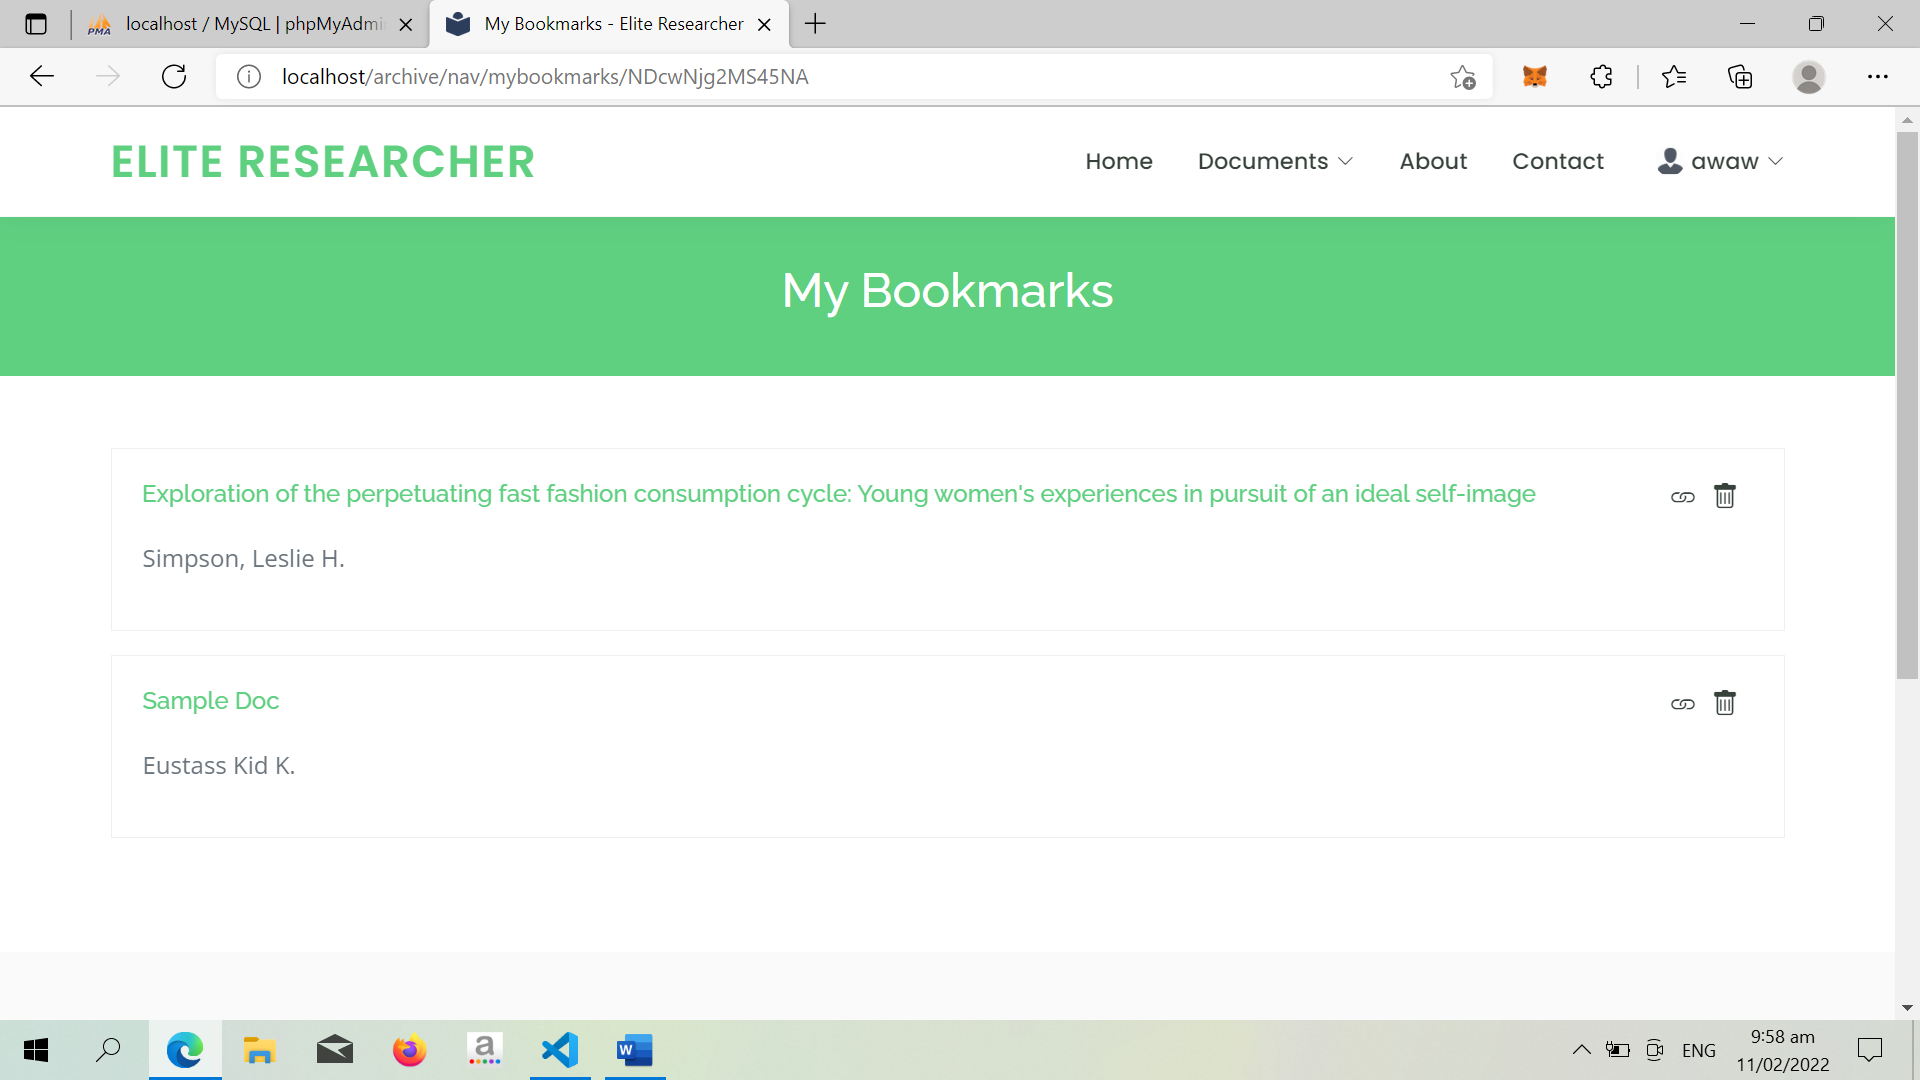 localhost / MySQL | phpMyAdmi
My Bookmarks - Elite Researcher
localhost/archive/nav/mybookmarks/NDcwNjg2MS45NA
ELITE RESEARCHER
Home Documents About Contact awaw
My Bookmarks
Exploration of the perpetuating fast fashion consumption cycle: Young women's experiences in pursuit of an ideal self-image
Simpson, Leslie H.
Sample Doc
Eustass Kid K.
ENG
9:58 am
11/02/2022